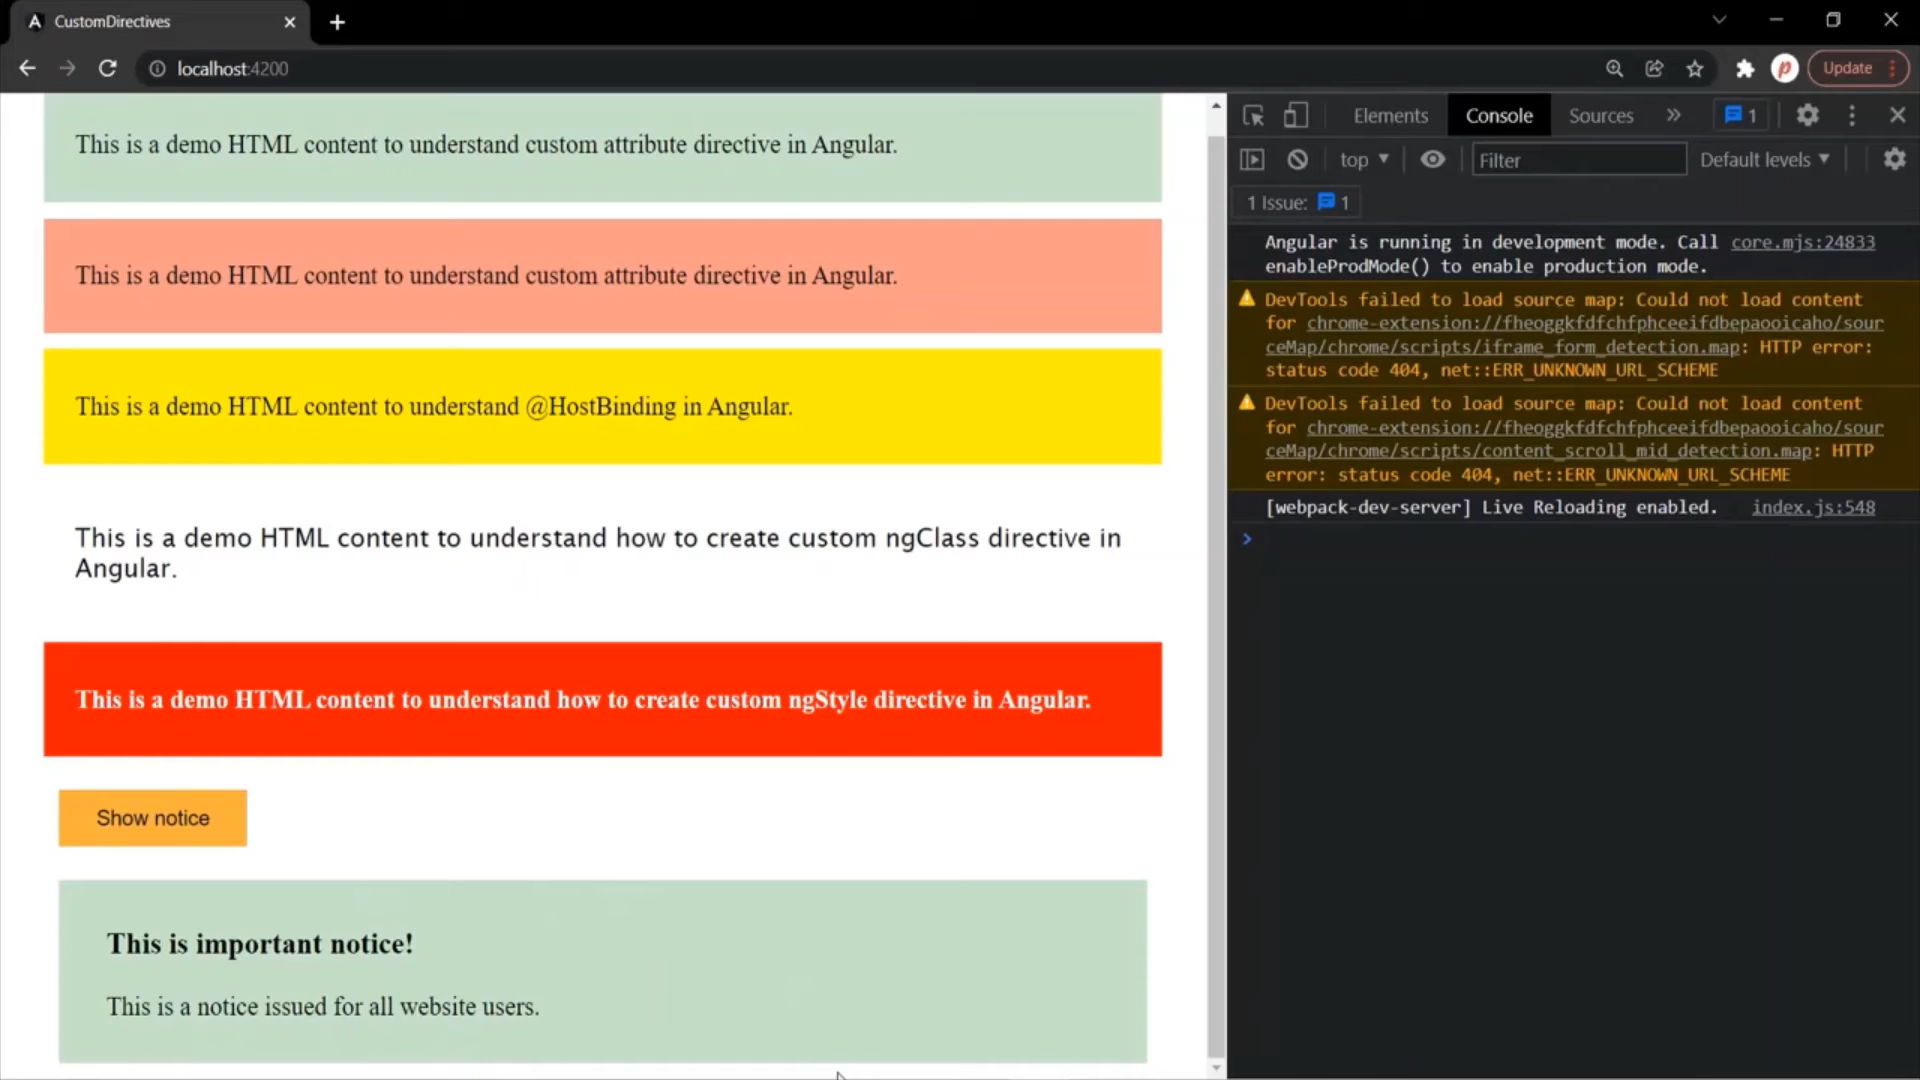 CustomDirectives
localhost:4200
Update
This is a demo HTML content to understand custom attribute directive in Angular.
This is a demo HTML content to understand custom attribute directive in Angular.
This is a demo HTML content to understand @HostBinding in Angular.
This is a demo HTML content to understand how to create custom ngClass directive in
Angular.
This is a demo HTML content to understand how to create custom ngStyle directive in Angular.
Show notice
This is important notice!
This is a notice issued for all website users.
Elements Console Sources 1
top Filter Default levels
1 Issue: 1
Angular is running in development mode. Call core.mjs:24833
enableProdMode() to enable production mode.
DevTools failed to load source map: Could not load content
for chrome-extension://fheoggkfdfchfphceeifdbepaooicaho/sour
ceMap/chrome/scripts/iframe_form_detection.map: HTTP error:
status code 404, net::ERR_UNKNOWN_URL_SCHEME
DevTools failed to load source map: Could not load content
for chrome-extension://fheoggkfdfchfphceeifdbepaooicaho/sour
ceMap/chrome/scripts/content_scroll_mid_detection.map: HTTP
error: status code 404, net::ERR_UNKNOWN_URL_SCHEME
[webpack-dev-server] Live Reloading enabled. index.js:548